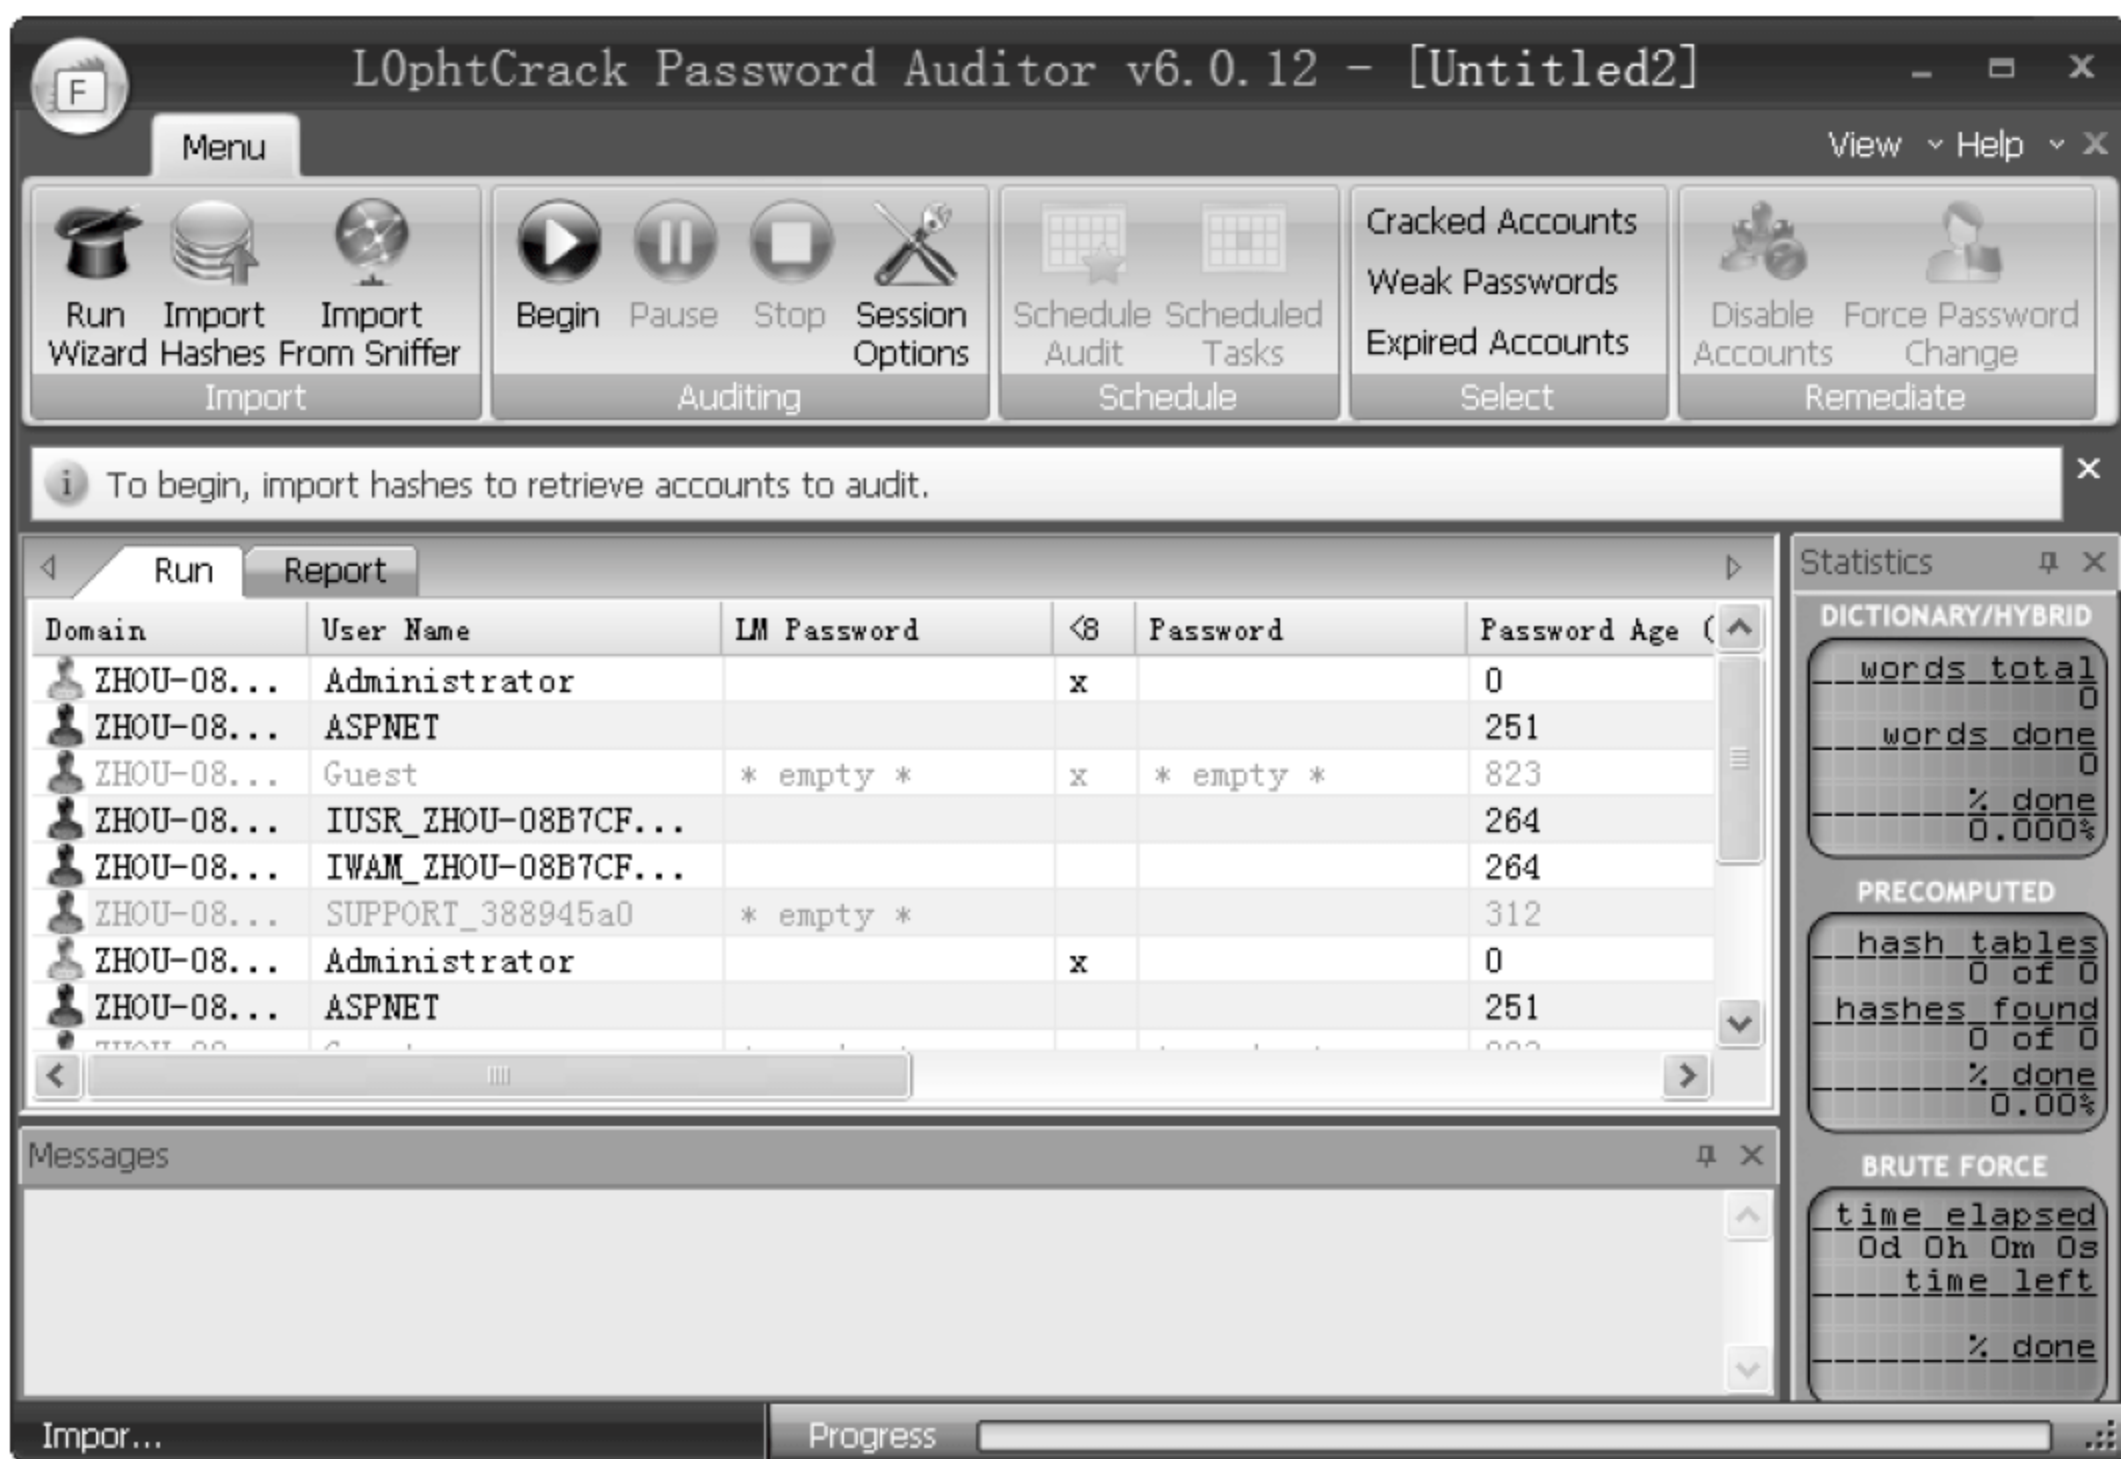 L0phtCrack Password Auditor v6.0.12 - [Untitled2]
F
Menu
View Help
Run Wizard
Import Hashes
Import From Sniffer
Begin
Pause
Stop
Session Options
Schedule Audit
Scheduled Tasks
Cracked Accounts
Weak Passwords
Expired Accounts
Disable Accounts
Force Password Change
Import
Auditing
Schedule
Select
Remediate
To begin, import hashes to retrieve accounts to audit.
Run
Report
Domain User Name LM Password <8 Password Password Age (
ZHOU-08... Administrator x 0
ZHOU-08... ASPNET 251
ZHOU-08... Guest * empty * x * empty * 823
ZHOU-08... IUSR_ZHOU-08B7CF... 264
ZHOU-08... IWAM_ZHOU-08B7CF... 264
ZHOU-08... SUPPORT_388945a0 * empty * 312
ZHOU-08... Administrator x 0
ZHOU-08... ASPNET 251
Statistics
DICTIONARY/HYBRID
words total
0
words done
0
% done
0.000%
PRECOMPUTED
hash tables
0 of 0
hashes found
0 of 0
% done
0.00%
BRUTE FORCE
time elapsed
0d 0h 0m 0s
time left
% done
Messages
Impor...
Progress